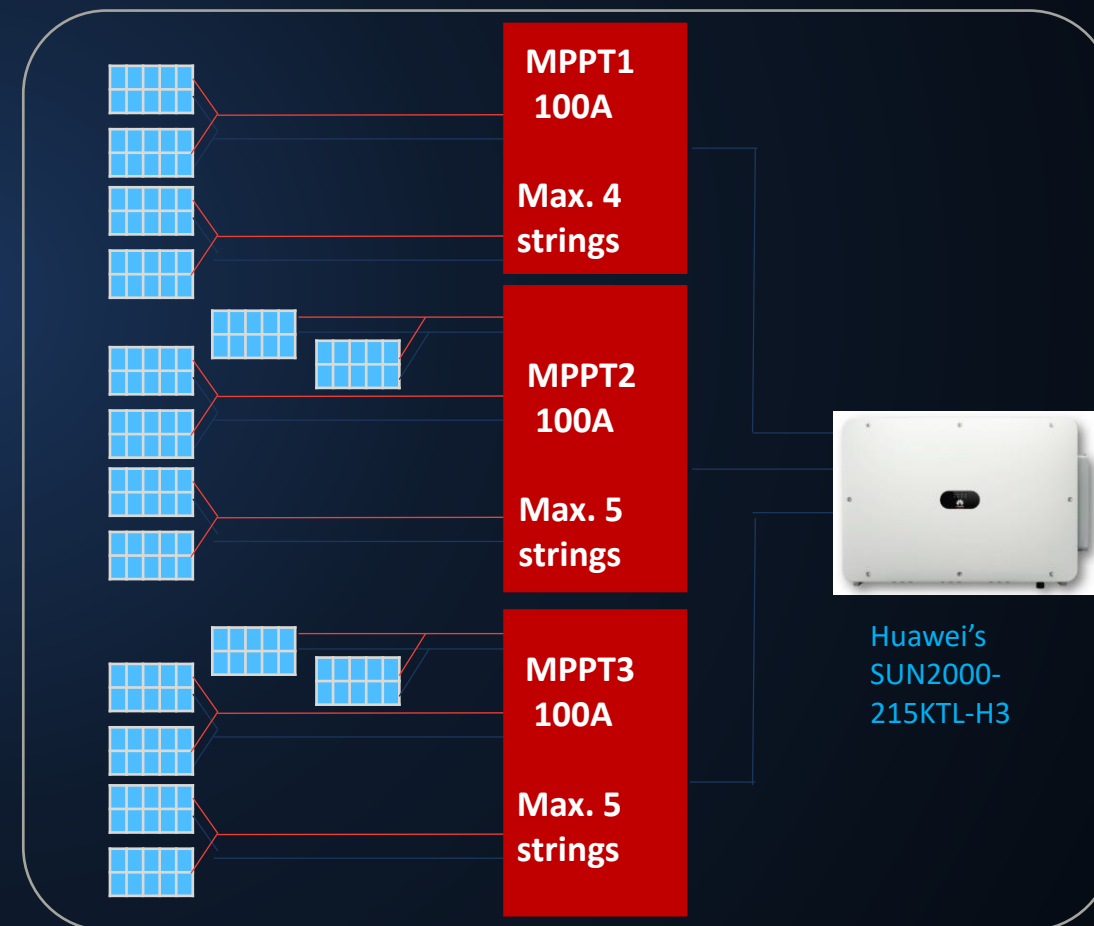 MPPT1
100A
Max. 4
strings
MPPT2
100A
Max. 5
strings
MPPT3
100A
Max. 5
strings
Huawei’s
SUN2000-
215KTL-H3